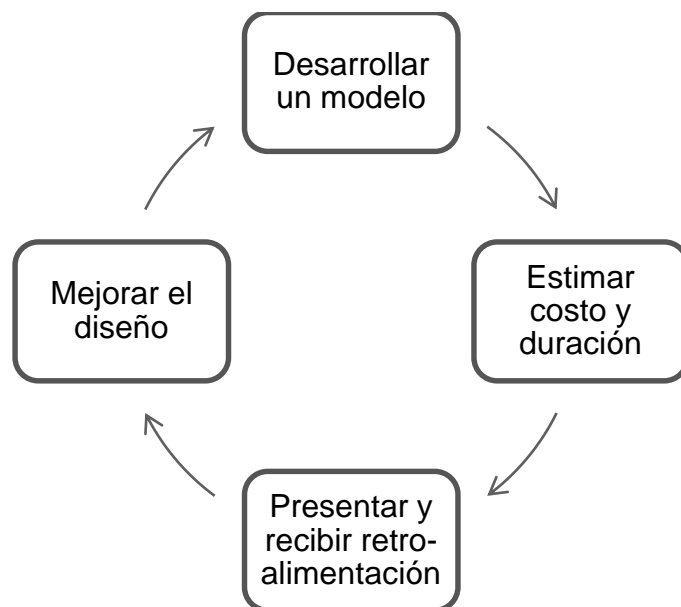 Desarrollar
un modelo
Estimar
costo y
duración
Presentar y
recibir retro-
alimentación
Mejorar el
diseño